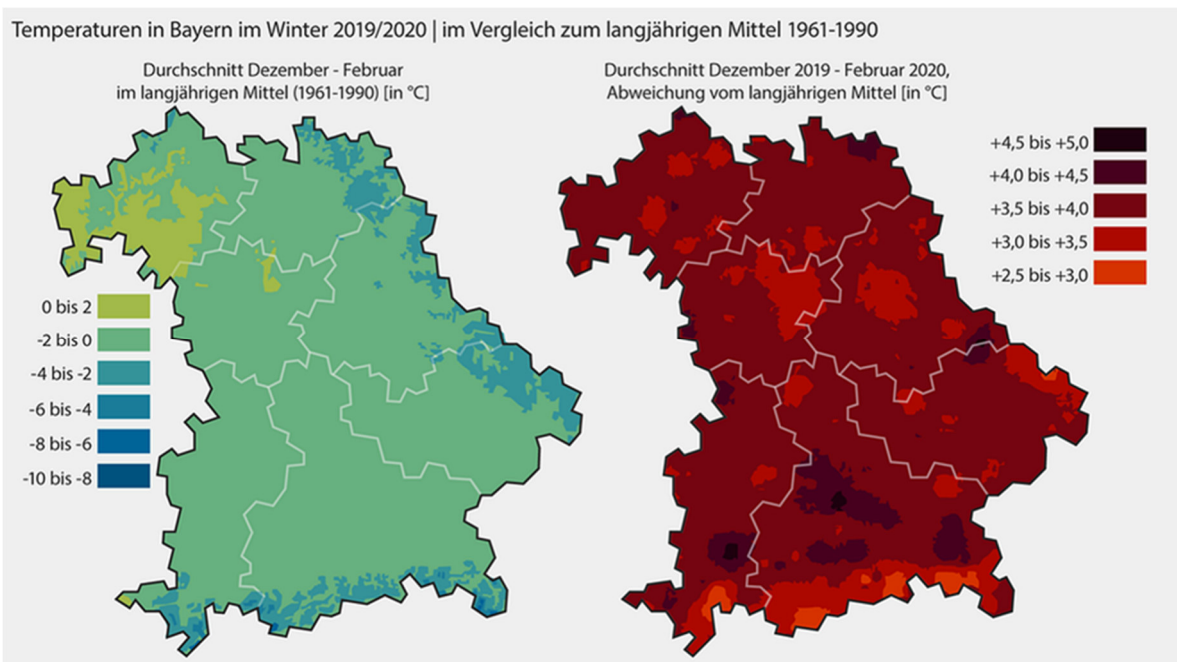 Temperaturen in Bayern im Winter 2019/2020 | im Vergleich zum langjährigen Mittel 1961-1990
Durchschnitt Dezember - Februar
im langjährigen Mittel (1961-1990) [in °C]
0 bis 2
-2 bis 0
-4 bis -2
-6 bis -4
-8 bis -6
-10 bis -8
Durchschnitt Dezember 2019 - Februar 2020,
Abweichung vom langjährigen Mittel [in °C]
+4,5 bis +5,0
+4,0 bis +4,5
+3,5 bis +4,0
+3,0 bis +3,5
+2,5 bis +3,0